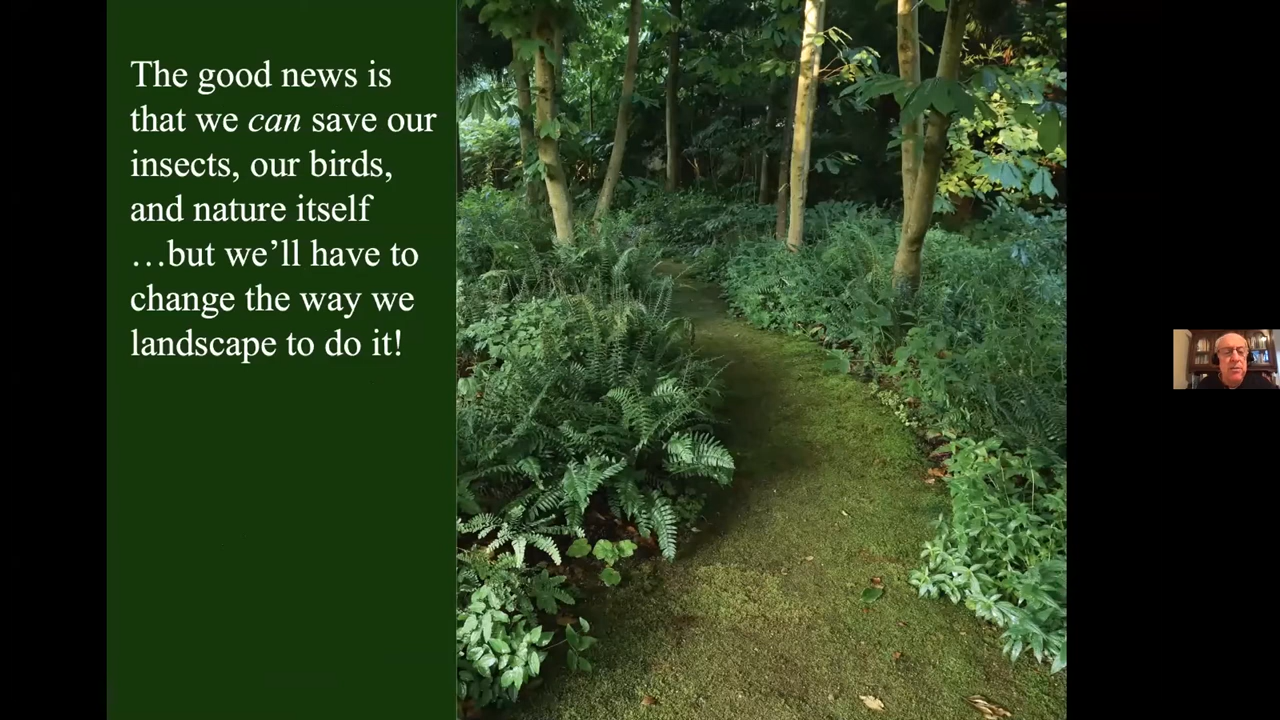 The good news is
that we can save our
insects, our birds,
and nature itself
…but we’ll have to
change the way we
landscape to do it!